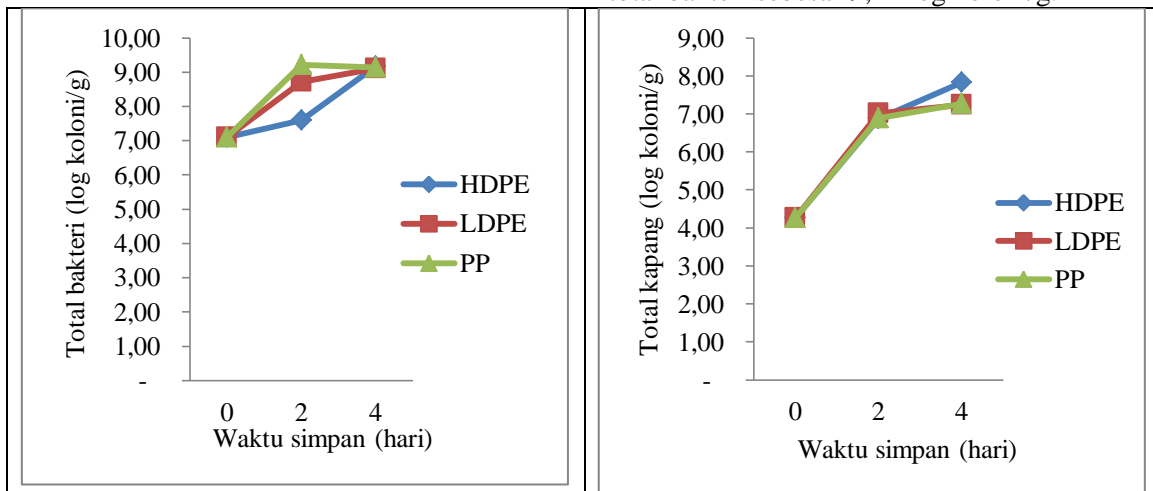 10,00
9,00
8,00
7,00
6,00
5,00
4,00
3,00
2,00
1,00
-
Total bakteri (log koloni/g)
HDPE
LDPE
PP
0 2 4
Waktu simpan (hari)
9,00
8,00
7,00
6,00
5,00
4,00
3,00
2,00
1,00
-
Total kapang (log koloni/g)
HDPE
LDPE
PP
0 2 4
Waktu simpan (hari)